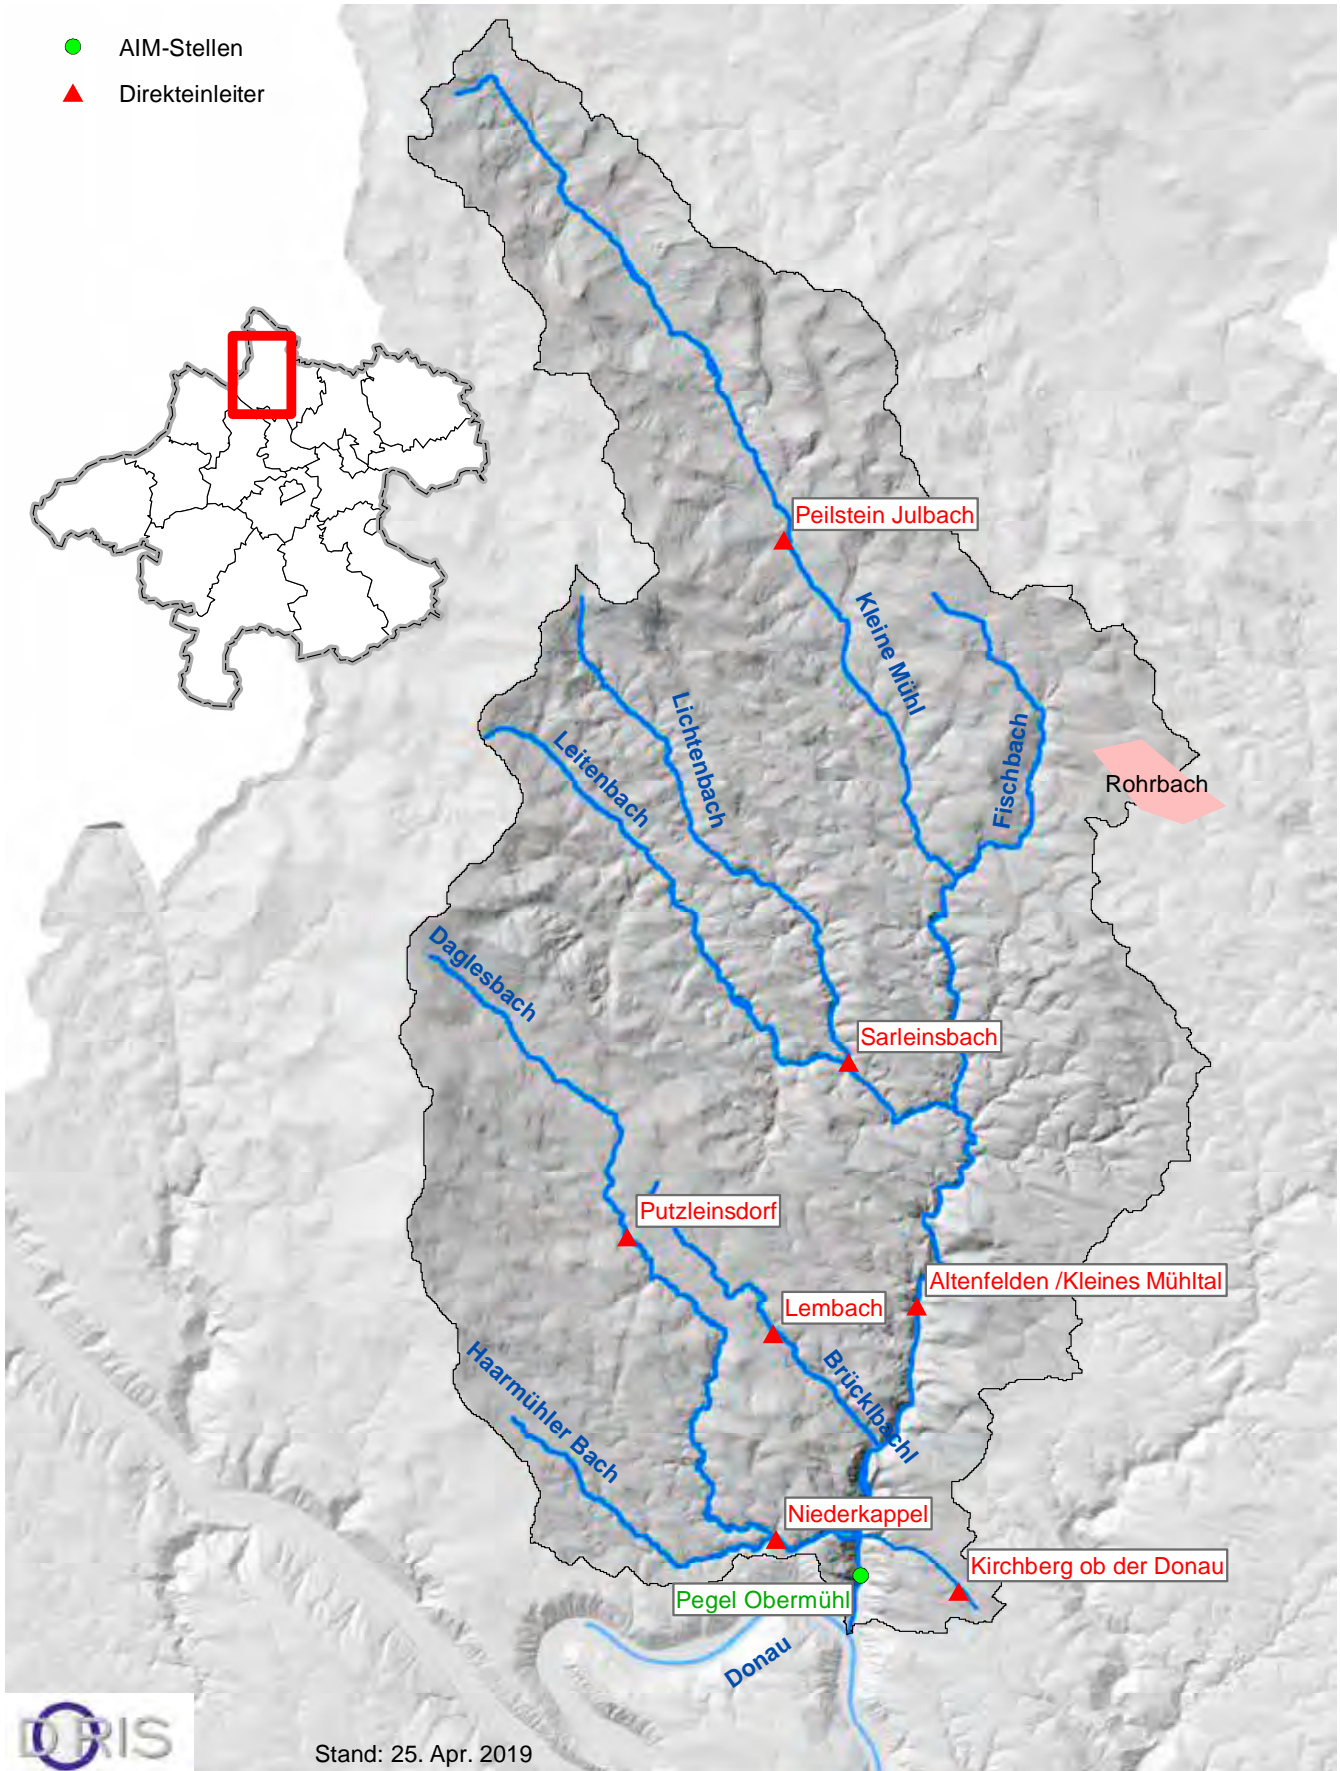 AIM-Stellen
Direkteinleiter
Peilstein Julbach
Kleine Mühl
Fischbach
Lichtenbach
Leitenbach
Rohrbach
Daglesbach
Sarleinsbach
Putzleinsdorf
Altenfelden /Kleines Mühltal
Lembach
Haarmühler Bach
Brücklbachl
Niederkappel
Kirchberg ob der Donau
Pegel Obermühl
Donau
DORIS
Stand: 25. Apr. 2019